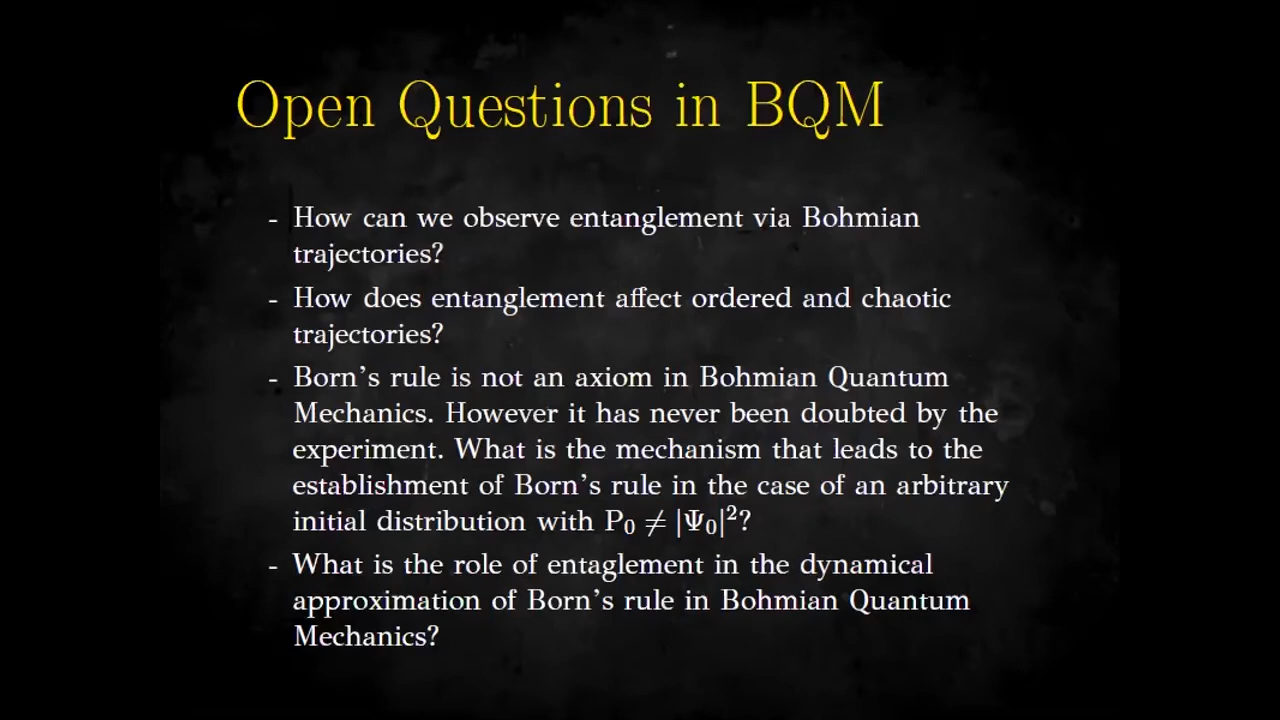 Open Questions in BQM
- How can we observe entanglement via Bohmian
trajectories?
- How does entanglement affect ordered and chaotic
trajectories?
- Born's rule is not an axiom in Bohmian Quantum
Mechanics. However it has never been doubted by the
experiment. What is the mechanism that leads to the
establishment of Born's rule in the case of an arbitrary
initial distribution with P₀ ≠ |Ψ₀|²?
- What is the role of entaglement in the dynamical
approximation of Born's rule in Bohmian Quantum
Mechanics?